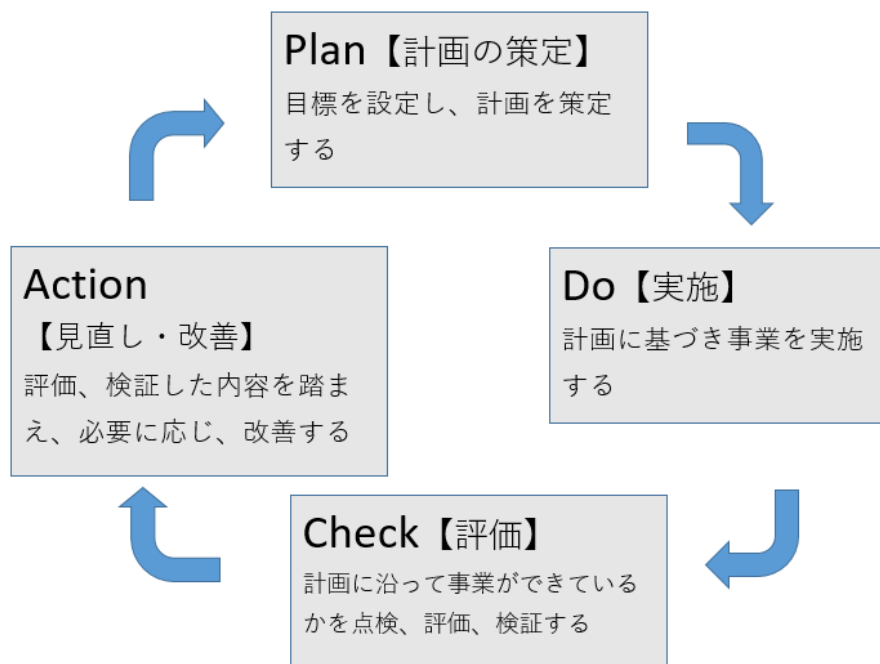 Plan【計画の策定】
目標を設定し、計画を策定
する
Do【実施】
計画に基づき事業を実施
する
Check【評価】
計画に沿って事業ができている
かを点検、評価、検証する
Action
【見直し・改善】
評価、検証した内容を踏ま
え、必要に応じ、改善する